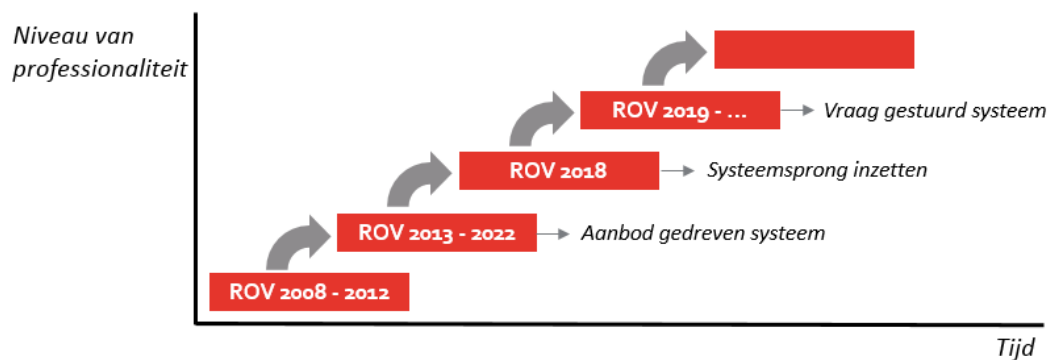 Niveau van
professionaliteit
ROV 2019 - ...
Vraag gestuurd systeem
ROV 2018
Systeemsprong inzetten
ROV 2013 - 2022
Aanbod gedreven systeem
ROV 2008 - 2012
Tijd